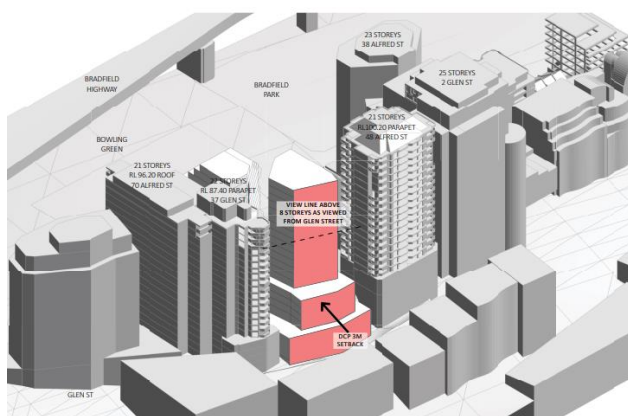 23 STOREYS
38 ALFRED ST
BRADFIELD
HIGHWAY
BRADFIELD
PARK
25 STOREYS
2 GLEN ST
21 STOREYS
RL100.20 PARAPET
48 ALFRED ST
BOWLING
GREEN
21 STOREYS
RL 96.20 ROOF
70 ALFRED ST
STOREYS
RL 87.40 PARAPET
37 GLEN ST
VIEW LINE ABOVE
8 STOREYS AS VIEWED
FROM GLEN STREET
DCP 3M
SETBACK
GLEN ST